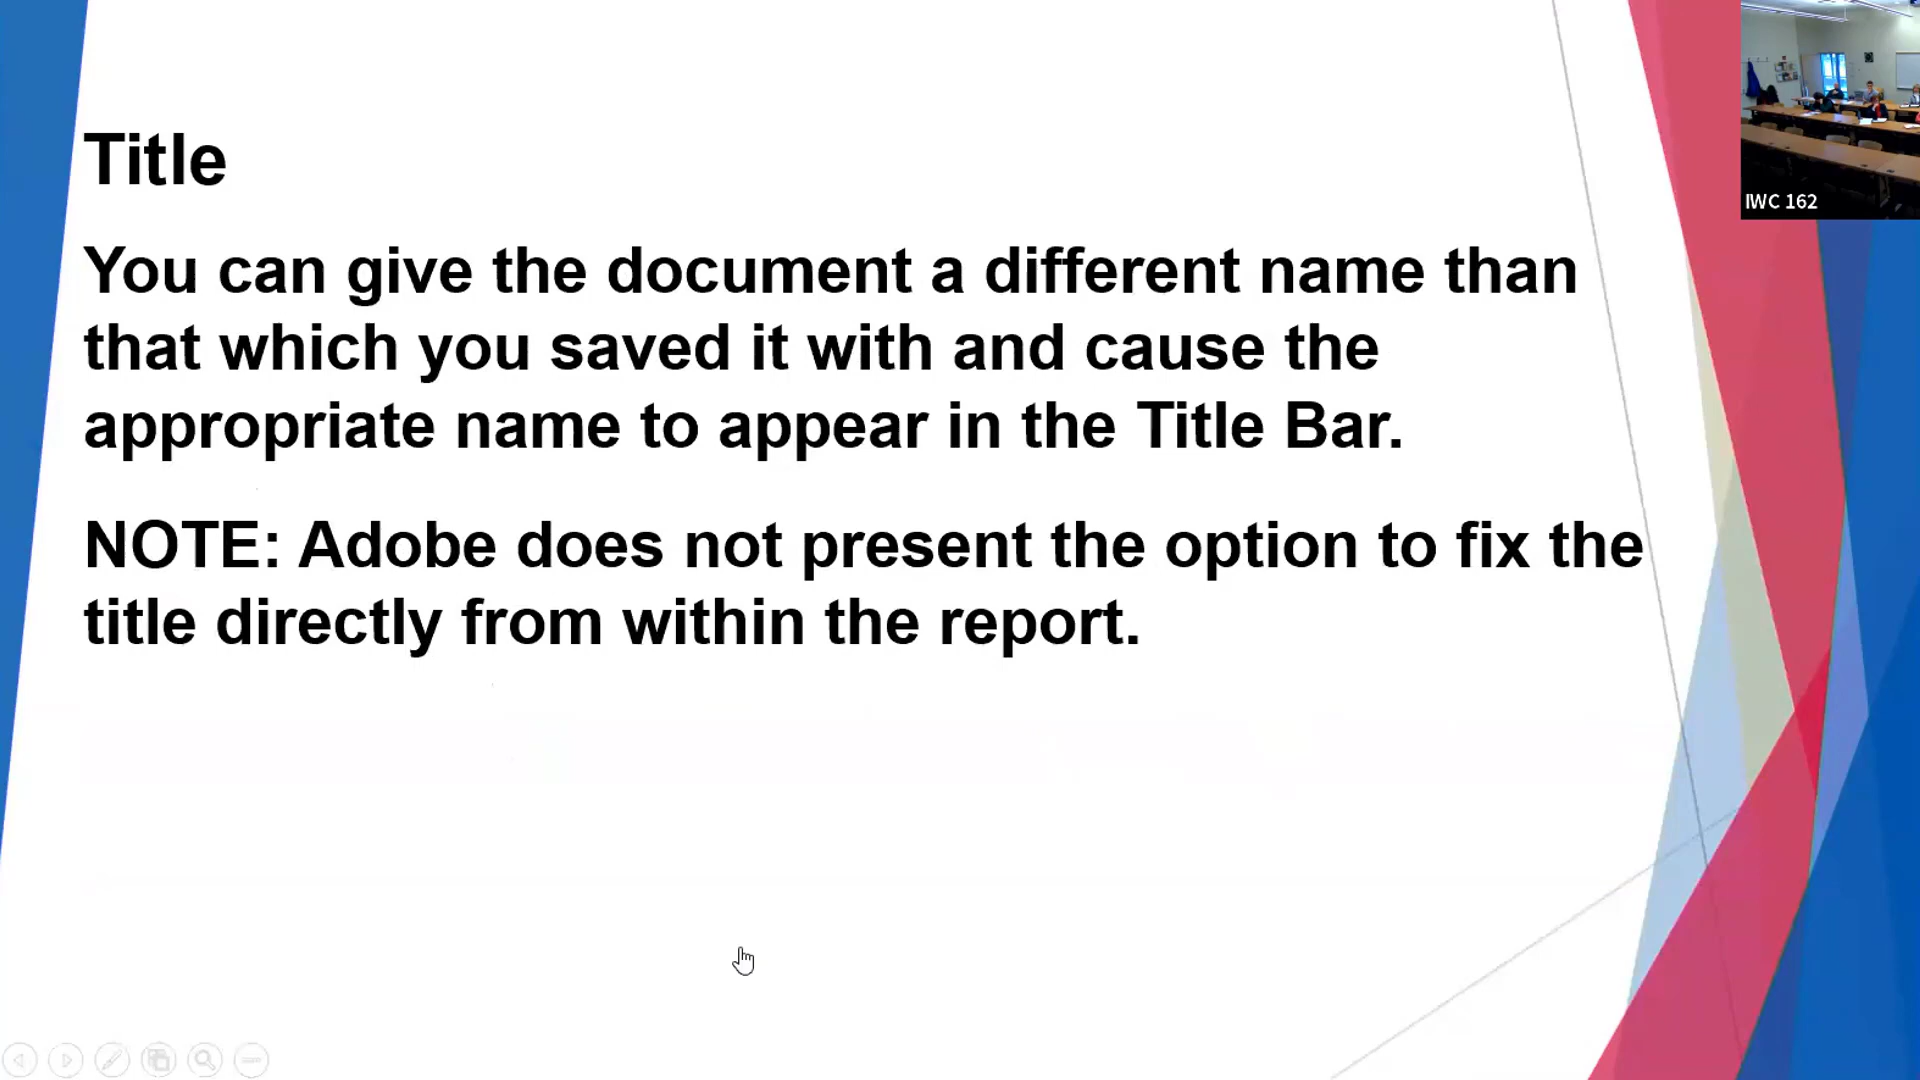 Title
You can give the document a different name than
that which you saved it with and cause the
appropriate name to appear in the Title Bar.
NOTE: Adobe does not present the option to fix the
title directly from within the report.
IWC 162